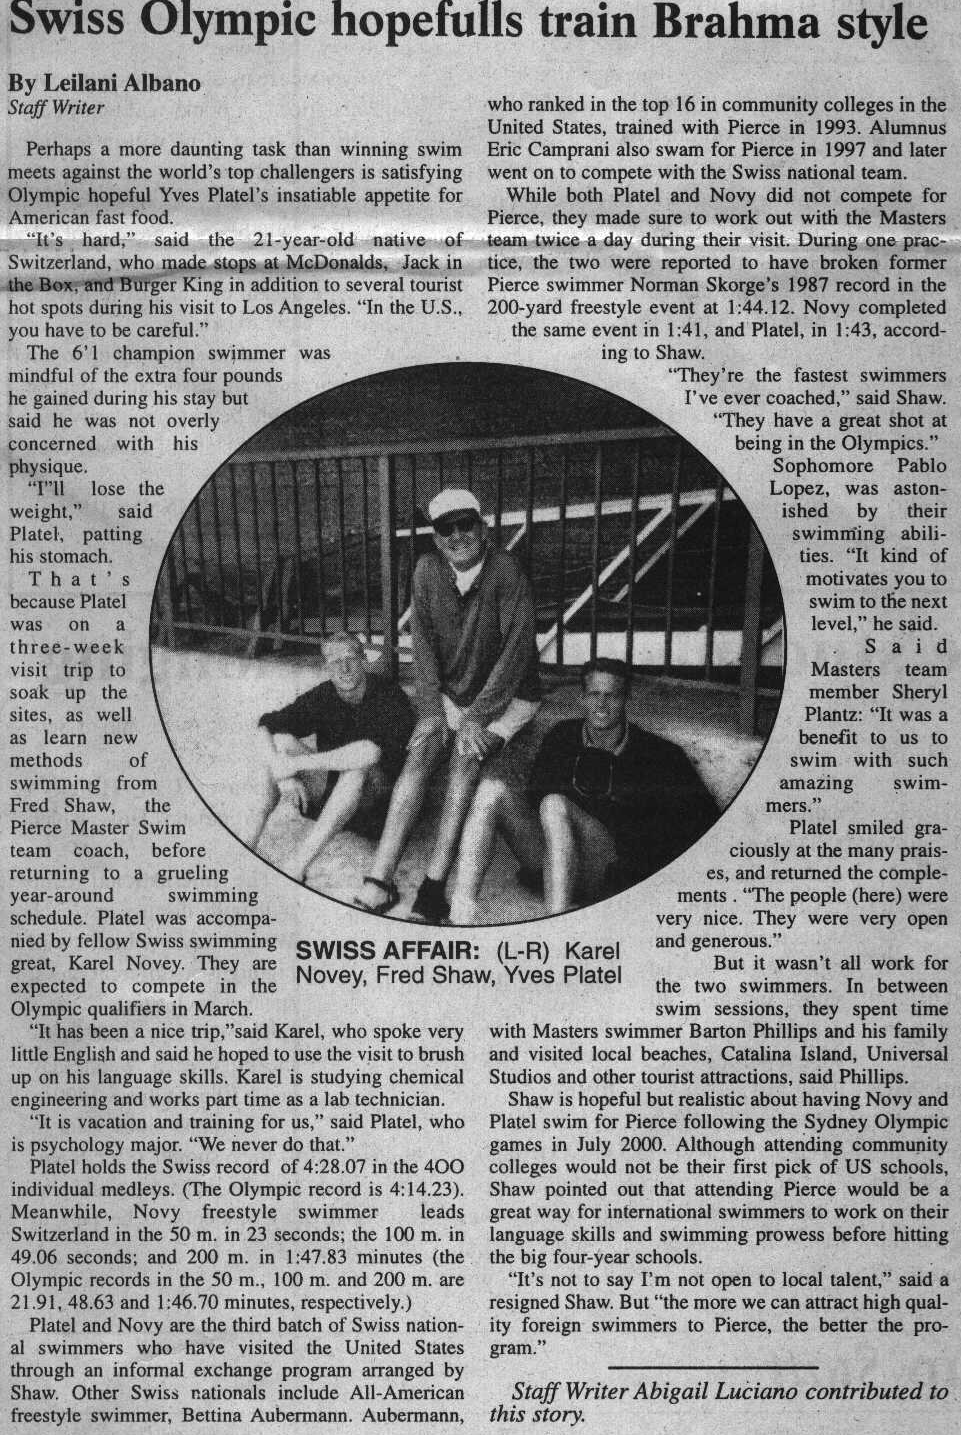 Swiss Olympic hopefulls train Brahma style
By Leilani Albano
Staff Writer
Perhaps a more daunting task than winning swim
meets against the world's top challengers is satisfying
Olympic hopeful Yves Platel's insatiable appetite for
American fast food.
"It's hard," said the 21-year-old native of
Switzerland, who made stops at McDonalds, Jack in
the Box, and Burger King in addition to several tourist
hot spots during his visit to Los Angeles. "In the U.S.,
you have to be careful."
The 6'1 champion swimmer was
mindful of the extra four pounds
he gained during his stay but
said he was not overly
concerned with his
physique.
"I"ll lose the
weight," said
Platel, patting
his stomach.
That's
because Platel
was on a
three-week
visit trip to
soak up the
sites, as well
as learn new
methods of
swimming from
Fred Shaw, the
Pierce Master Swim
team coach, before
returning to a grueling
year-around swimming
schedule. Platel was accompa-
nied by fellow Swiss swimming
great, Karel Novey. They are
expected to compete in the
Olympic qualifiers in March.
"It has been a nice trip,"said Karel, who spoke very
little English and said he hoped to use the visit to brush
up on his language skills. Karel is studying chemical
engineering and works part time as a lab technician.
"It is vacation and training for us," said Platel, who
is psychology major. "We never do that."
Platel holds the Swiss record of 4:28.07 in the 4OO
individual medleys. (The Olympic record is 4:14.23).
Meanwhile, Novy freestyle swimmer leads
Switzerland in the 50 m. in 23 seconds; the 100 m. in
49.06 seconds; and 200 m. in 1:47.83 minutes (the
Olympic records in the 50 m., 100 m. and 200 m. are
21.91, 48.63 and 1:46.70 minutes, respectively.)
Platel and Novy are the third batch of Swiss nation-
al swimmers who have visited the United States
through an informal exchange program arranged by
Shaw. Other Swiss nationals include All-American
freestyle swimmer, Bettina Aubermann. Aubermann,
who ranked in the top 16 in community colleges in the
United States, trained with Pierce in 1993. Alumnus
Eric Camprani also swam for Pierce in 1997 and later
went on to compete with the Swiss national team.
While both Platel and Novy did not compete for
Pierce, they made sure to work out with the Masters
team twice a day during their visit. During one prac-
tice, the two were reported to have broken former
Pierce swimmer Norman Skorge's 1987 record in the
200-yard freestyle event at 1:44.12. Novy completed
the same event in 1:41, and Platel, in 1:43, accord-
ing to Shaw.
"They're the fastest swimmers
I've ever coached," said Shaw.
"They have a great shot at
being in the Olympics."
Sophomore Pablo
Lopez, was aston-
ished by their
swimming abili-
ties. "It kind of
motivates you to
swim to the next
level," he said.
Said
Masters team
member Sheryl
Plantz: "It was a
benefit to us to
swim with such
amazing swim-
mers."
Platel smiled gra-
ciously at the many prais-
es, and returned the comple-
ments . "The people (here) were
very nice. They were very open
and generous."
But it wasn't all work for
the two swimmers. In between
swim sessions, they spent time
with Masters swimmer Barton Phillips and his family
and visited local beaches, Catalina Island, Universal
Studios and other tourist attractions, said Phillips.
Shaw is hopeful but realistic about having Novy and
Platel swim for Pierce following the Sydney Olympic
games in July 2000. Although attending community
colleges would not be their first pick of US schools,
Shaw pointed out that attending Pierce would be a
great way for international swimmers to work on their
language skills and swimming prowess before hitting
the big four-year schools.
"It's not to say I'm not open to local talent," said a
resigned Shaw. But "the more we can attract high qual-
ity foreign swimmers to Pierce, the better the pro-
gram."
Staff Writer Abigail Luciano contributed to
this story.
SWISS AFFAIR: (L-R) Karel
Novey, Fred Shaw, Yves Platel